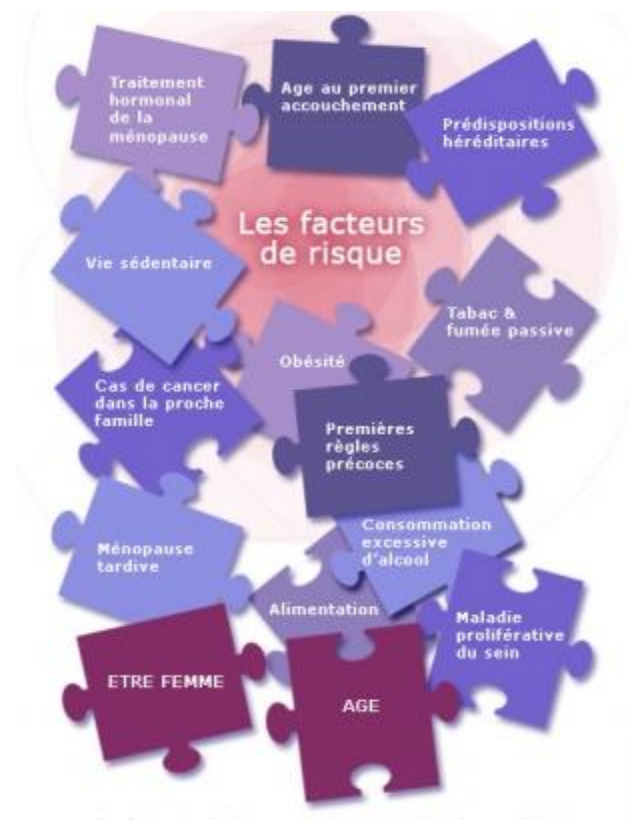 Traitement
hormonal
de la
ménopause
Age au premier
accouchement
Prédispositions
héréditaires
Les facteurs
de risque
Vie sédentaire
Tabac &
fumée passive
Obésité
Cas de cancer
dans la proche
famille
Premières
règles
précoces
Consommation
excessive
d'alcool
Ménopause
tardive
Alimentation
Maladie
proliférative
du sein
ETRE FEMME
AGE